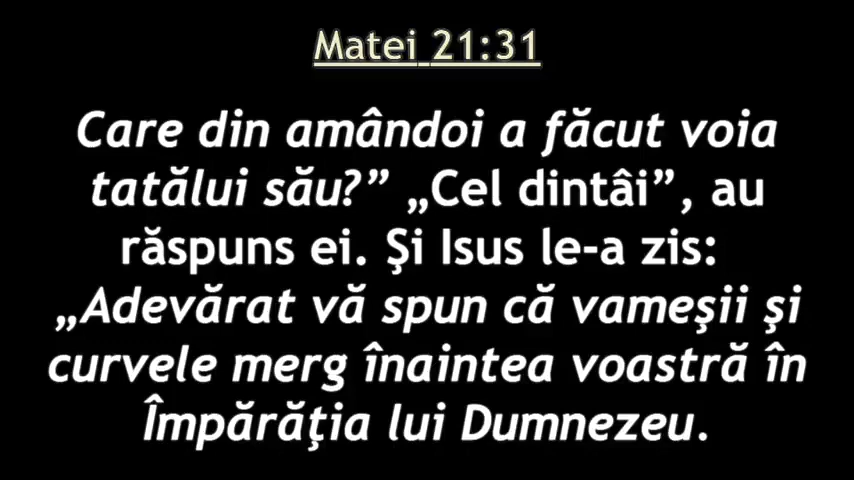 Matei 21:31
Care din amândoi a făcut voia
tatălui său?” „Cel dintâi”, au
răspuns ei. Şi Isus le-a zis:
„Adevărat vă spun că vameşii şi
curvele merg înaintea voastră în
Împărăţia lui Dumnezeu.